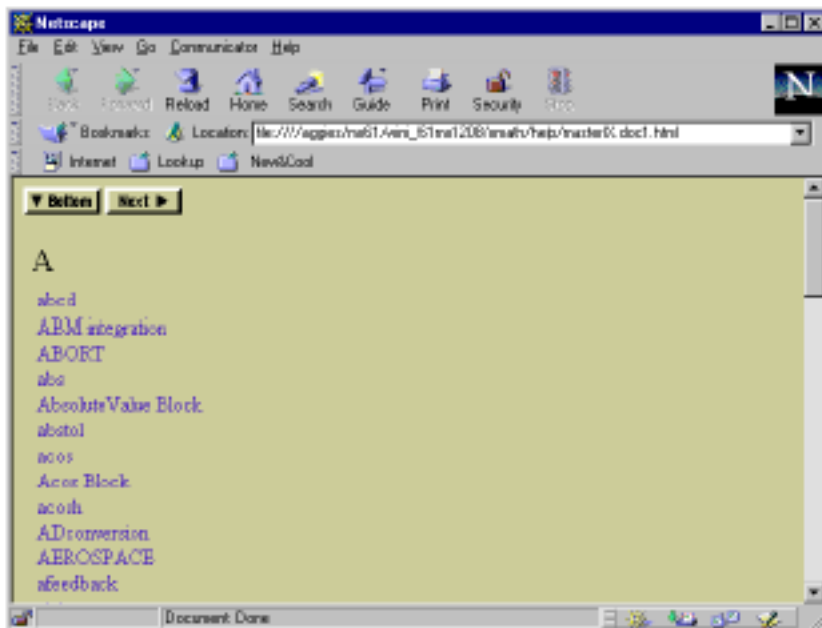 Netscape
File Edit View Go Communicator Help
Back Forward Reload Home Search Guide Print Security Stop
N
Bookmarks Location:
Internet Lookup New&Cool
Bottom Next
A
abcd
ABM integration
ABORT
abs
AbsoluteValue Block
abstol
acos
Acos Block
acosh
ADconversion
AEROSPACE
afeedback
Document: Done